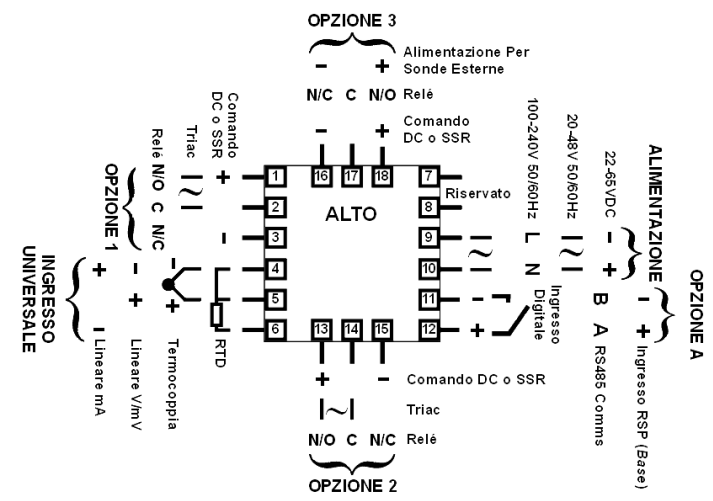 OPZIONE 3
Alimentazione Per
Sonde Esterne
− +
N/C C N/O Relé
Comando
DC o SSR
− +
16 17 18
ALTO
1
2
3
4
5
6
7
8
9
10
11
12
13 14 15
Comando
DC o SSR
+ −
Triac
~
Relé N/O C N/C
OPZIONE 1
INGRESSO
UNIVERSALE
+ − Lineare mA
− + Lineare V/mV
− + Termocoppia
RTD
Riservato
~
100-240V 50/60Hz
L N
20-48V 50/60Hz
~
22-65VDC
− +
ALIMENTAZIONE
Ingresso
Digitale
− +
B A RS485 Comms
− + Ingresso RSP (Base)
OPZIONE A
+ − Comando DC o SSR
~ Triac
N/O C N/C Relé
OPZIONE 2